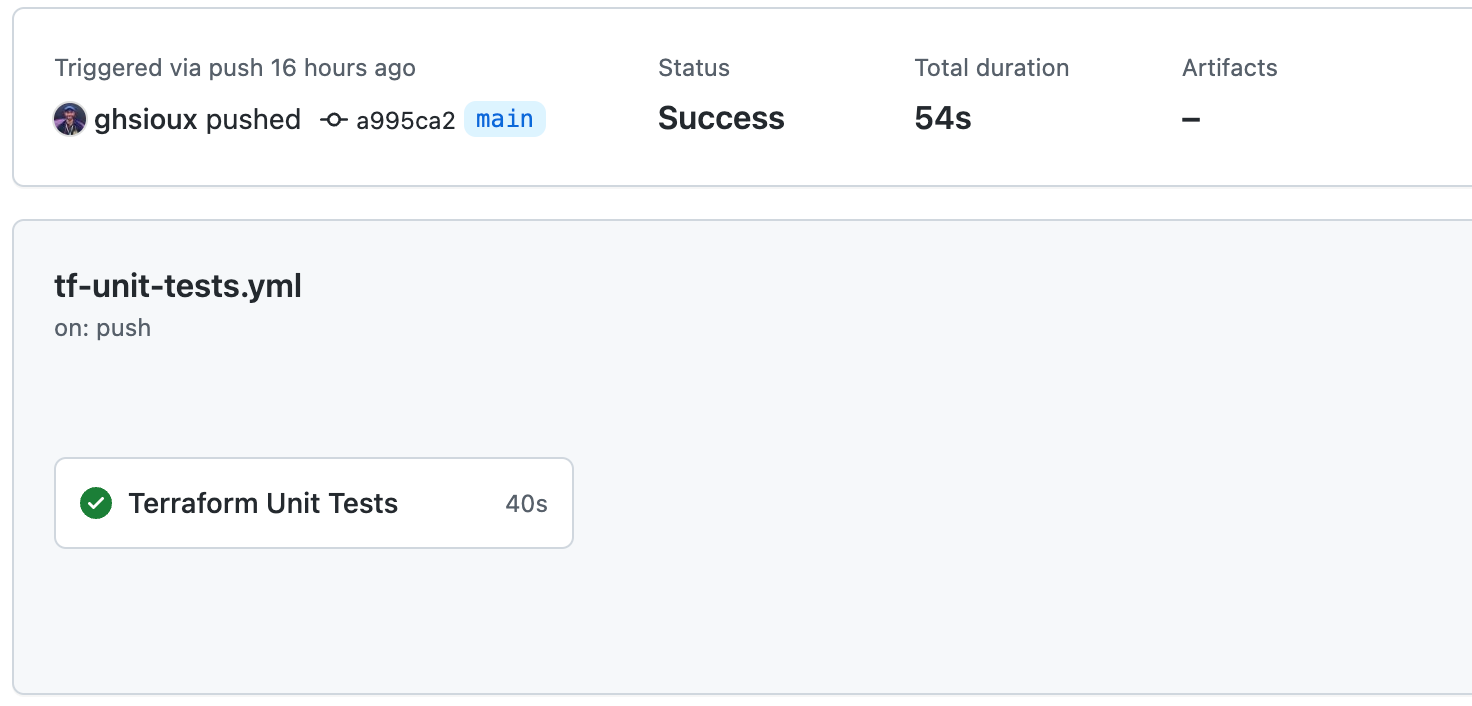 Triggered via push 16 hours ago
ghsioux pushed a995ca2 main
Status
Success
Total duration
54s
Artifacts
–
tf-unit-tests.yml
on: push
Terraform Unit Tests 40s